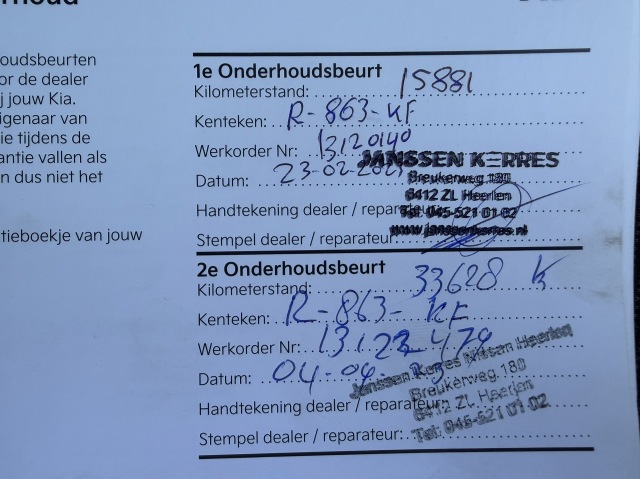 oudsbeurten
or de dealer
ij jouw Kia.
igenaar van
ie tijdens de
antie vallen als
n dus niet het
tieboekje van jouw
1e Onderhoudsbeurt
Kilometerstand: 15881
Kenteken: R-863-KF
Werkorder Nr: 13120140
Datum: 23-02-2021
Handtekening dealer / reparateur:
Stempel dealer / reparateur:
JANSSEN KERRES
Breukerweg 180
6412 ZL Heerlen
Tel: 045-521 01 02
www.janssenkerres.nl
2e Onderhoudsbeurt
Kilometerstand: 33628 k
Kenteken: R-863-KF
Werkorder Nr:
Datum: 04-04-
Handtekening dealer / reparateur:
Stempel dealer / reparateur:
Janssen Kerres Nissan Heerlen
Breukerweg 180
6412 ZL Heerlen
Tel: 045-521 01 02